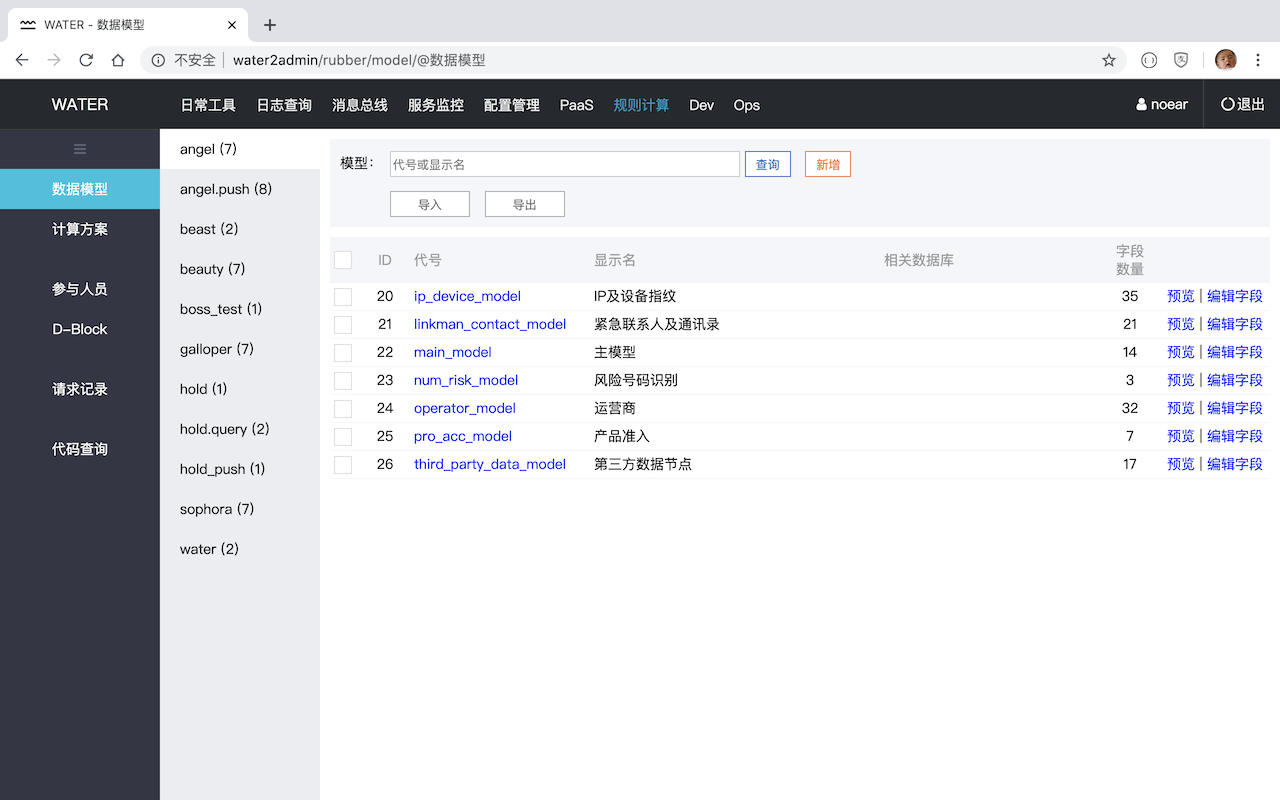 WATER - 数据模型
不安全 | water2admin/rubber/model/@数据模型
WATER 日常工具 日志查询 消息总线 服务监控 配置管理 PaaS 规则计算 Dev Ops noear 退出
数据模型
计算方案
参与人员
D-Block
请求记录
代码查询
angel (7)
angel.push (8)
beast (2)
beauty (7)
boss_test (1)
galloper (7)
hold (1)
hold.query (2)
hold_push (1)
sophora (7)
water (2)
模型： 代号或显示名 查询 新增
导入 导出
ID 代号 显示名 相关数据库 字段
数量
20 ip_device_model IP及设备指纹 35 预览 | 编辑字段
21 linkman_contact_model 紧急联系人及通讯录 21 预览 | 编辑字段
22 main_model 主模型 14 预览 | 编辑字段
23 num_risk_model 风险号码识别 3 预览 | 编辑字段
24 operator_model 运营商 32 预览 | 编辑字段
25 pro_acc_model 产品准入 7 预览 | 编辑字段
26 third_party_data_model 第三方数据节点 17 预览 | 编辑字段